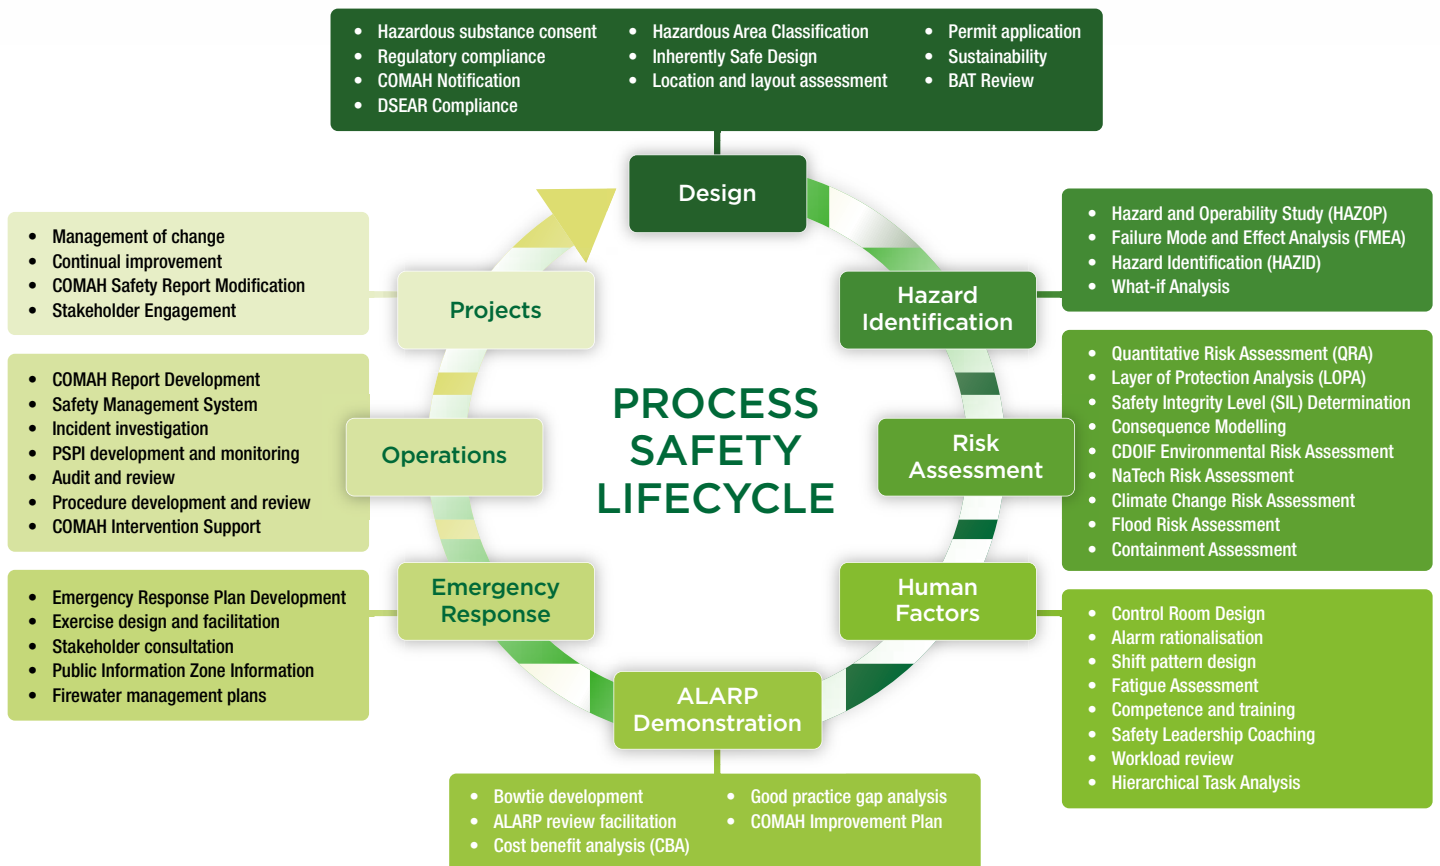 • Hazardous substance consent
• Regulatory compliance
• COMAH Notification
• DSEAR Compliance
• Hazardous Area Classification
• Inherently Safe Design
• Location and layout assessment
• Permit application
• Sustainability
• BAT Review
Design
• Hazard and Operability Study (HAZOP)
• Failure Mode and Effect Analysis (FMEA)
• Hazard Identification (HAZID)
• What-if Analysis
Hazard
Identification
• Quantitative Risk Assessment (QRA)
• Layer of Protection Analysis (LOPA)
• Safety Integrity Level (SIL) Determination
• Consequence Modelling
• CDOIF Environmental Risk Assessment
• NaTech Risk Assessment
• Climate Change Risk Assessment
• Flood Risk Assessment
• Containment Assessment
Risk
Assessment
• Control Room Design
• Alarm rationalisation
• Shift pattern design
• Fatigue Assessment
• Competence and training
• Safety Leadership Coaching
• Workload review
• Hierarchical Task Analysis
Human
Factors
ALARP
Demonstration
• Bowtie development
• ALARP review facilitation
• Cost benefit analysis (CBA)
• Good practice gap analysis
• COMAH Improvement Plan
Emergency
Response
• Emergency Response Plan Development
• Exercise design and facilitation
• Stakeholder consultation
• Public Information Zone Information
• Firewater management plans
Operations
• COMAH Report Development
• Safety Management System
• Incident investigation
• PSPI development and monitoring
• Audit and review
• Procedure development and review
• COMAH Intervention Support
Projects
• Management of change
• Continual improvement
• COMAH Safety Report Modification
• Stakeholder Engagement
PROCESS
SAFETY
LIFECYCLE